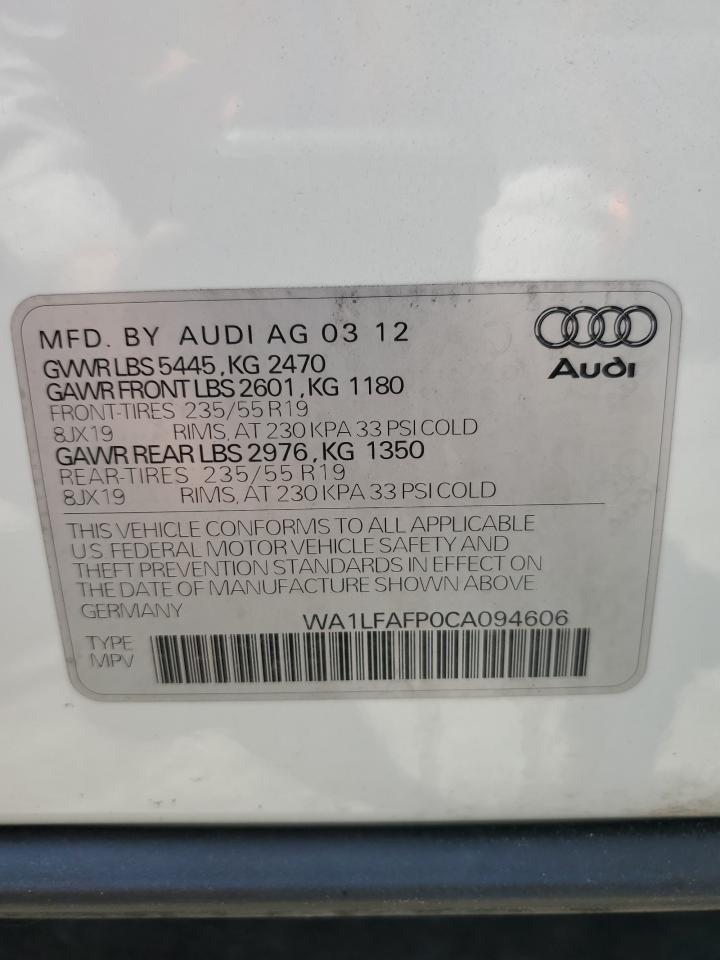 MFD. BY AUDI AG 03 12
GVWR LBS 5445, KG 2470
GAWR FRONT LBS 2601, KG 1180
FRONT-TIRES 235/55 R19
8JX19 RIMS, AT 230 KPA 33 PSI COLD
GAWR REAR LBS 2976, KG 1350
REAR-TIRES 235/55 R19
8JX19 RIMS, AT 230 KPA 33 PSI COLD
Audi
THIS VEHICLE CONFORMS TO ALL APPLICABLE
U.S FEDERAL MOTOR VEHICLE SAFETY AND
THEFT PREVENTION STANDARDS IN EFFECT ON
THE DATE OF MANUFACTURE SHOWN ABOVE
GERMANY WA1LFAFP0CA094606
TYPE
MPV